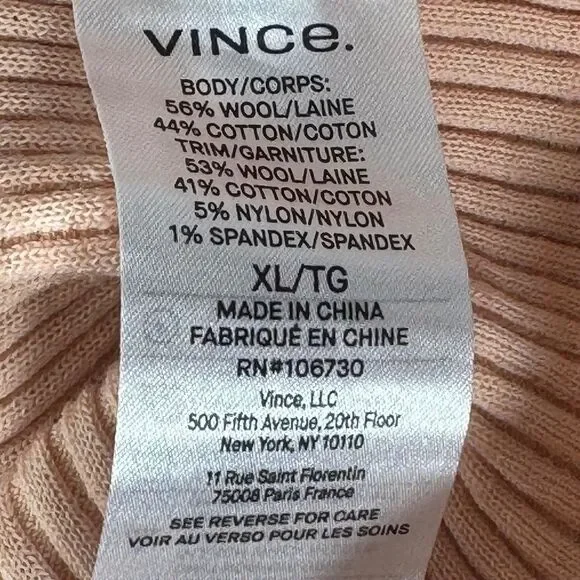 VINCE.
BODY/CORPS:
56% WOOL/LAINE
44% COTTON/COTON
TRIM/GARNITURE:
53% WOOL/LAINE
41% COTTON/COTON
5% NYLON/NYLON
1% SPANDEX/SPANDEX
XL/TG
MADE IN CHINA
FABRIQUÉ EN CHINE
RN#106730
Vince, LLC
500 Fifth Avenue, 20th Floor
New York, NY 10110
11 Rue Saint Florentin
75008 Paris France
SEE REVERSE FOR CARE
VOIR AU VERSO POUR LES SOINS